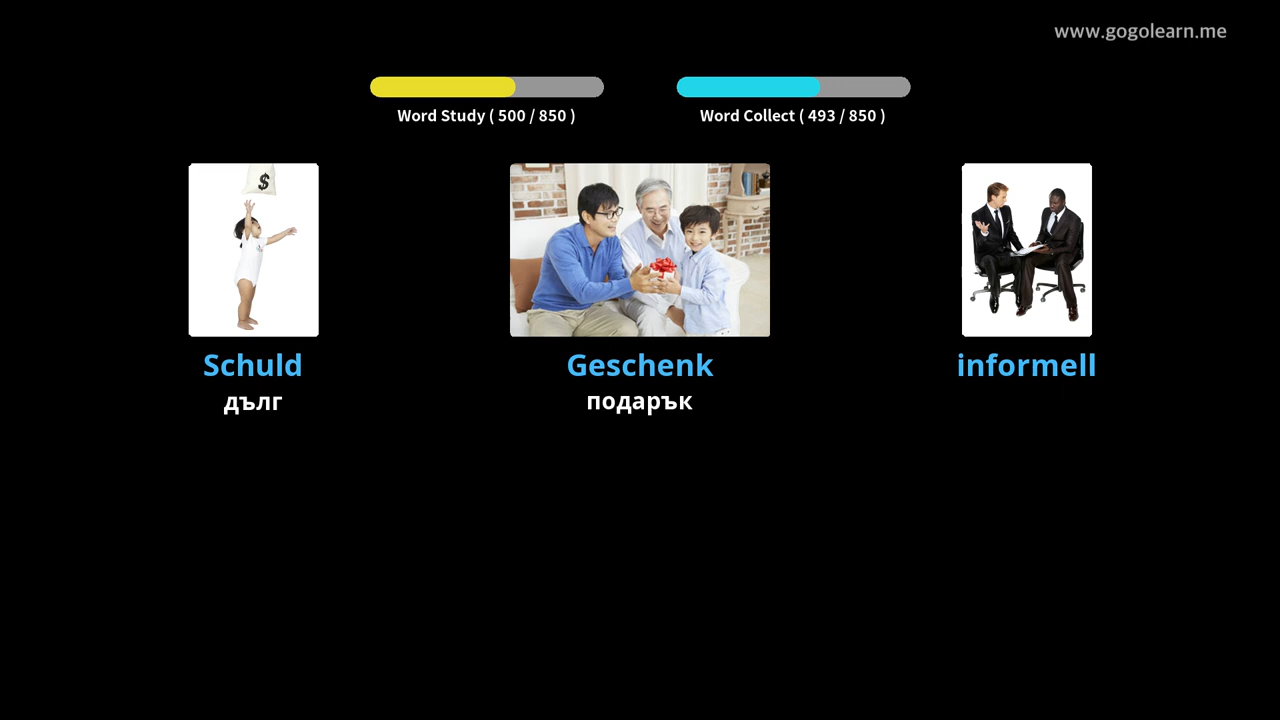 www.gogolearn.me
Word Study ( 500 / 850 )
Word Collect ( 493 / 850 )
$
Schuld
дълг
Geschenk
подарък
informell